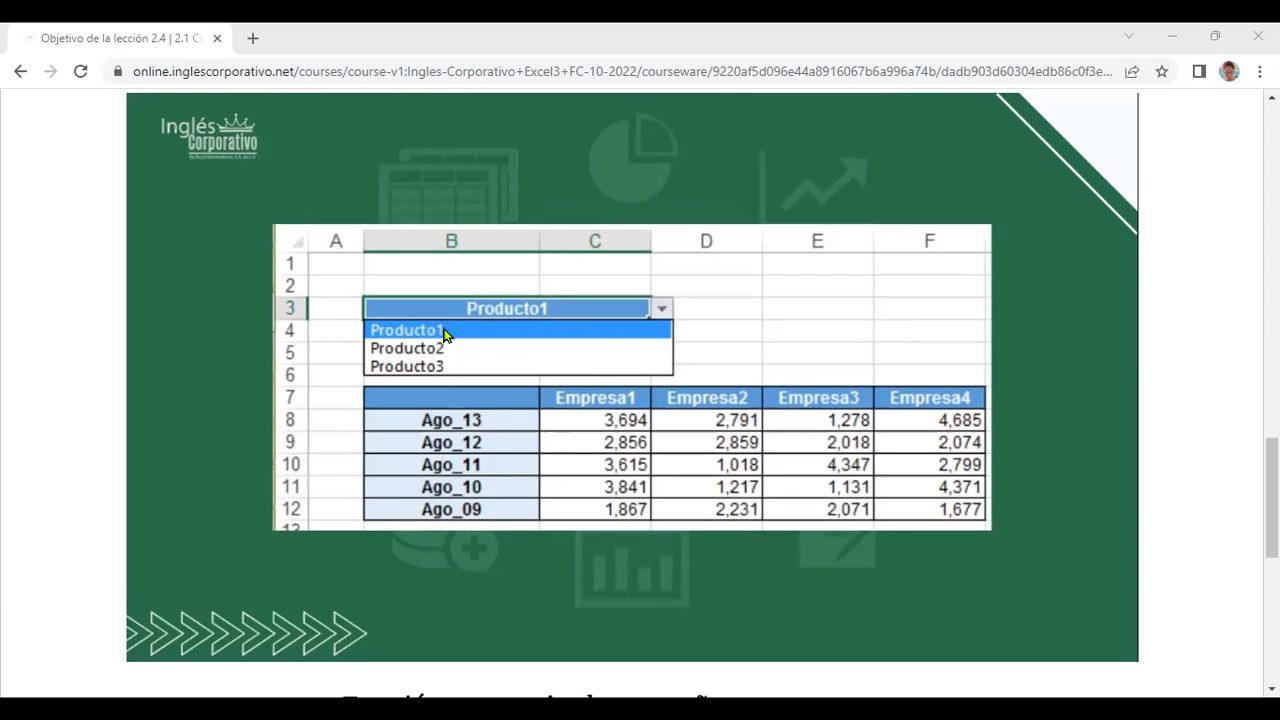 Objetivo de la lección 2.4 | 2.1 Co
online.inglescorporativo.net/courses/course-v1:Ingles-Corporativo+Excel3+FC-10-2022/courseware/9220af5d096e44a8916067b6a996a74b/dadb903d60304edb86c0f3e...
Inglés
Corporativo
A B C D E F
1
2
3 Producto1
4 Producto1
5 Producto2
6 Producto3
7 Empresa1 Empresa2 Empresa3 Empresa4
8 Ago_13 3,694 2,791 1,278 4,685
9 Ago_12 2,856 2,859 2,018 2,074
10 Ago_11 3,615 1,018 4,347 2,799
11 Ago_10 3,841 1,217 1,131 4,371
12 Ago_09 1,867 2,231 2,071 1,677
13